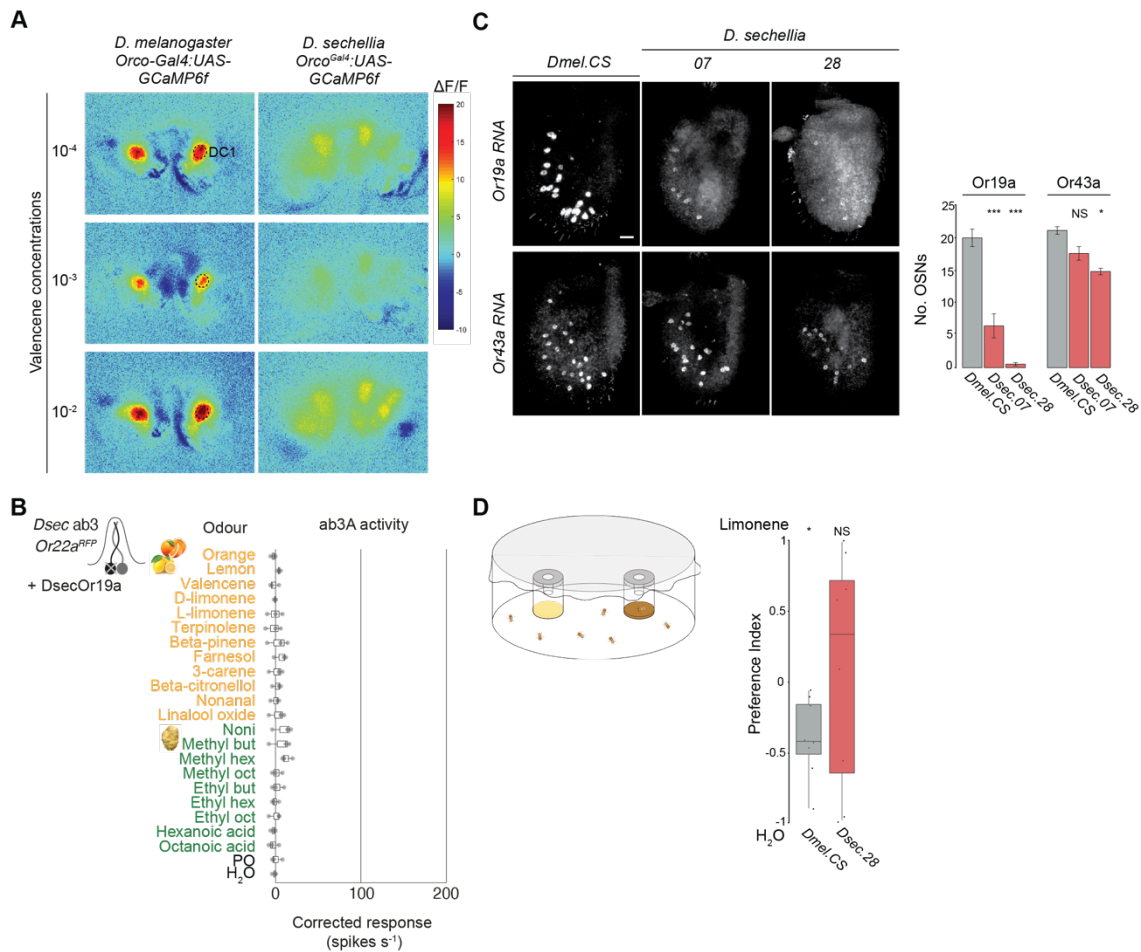 A
D. melanogaster
Orco-Gal4:UAS-
GCaMP6f
D. sechellia
Orco^Gal4:UAS-
GCaMP6f
ΔF/F
20
15
10
5
0
-5
-10
Valencene concentrations
10-4
DC1
10-3
10-2
B
Dsec ab3
Or22aRFP
+ DsecOr19a
Odour
ab3A activity
Orange
Lemon
Valencene
D-limonene
L-limonene
Terpinolene
Beta-pinene
Farnesol
3-carene
Beta-citronellol
Nonanal
Linalool oxide
Noni
Methyl but
Methyl hex
Methyl oct
Ethyl but
Ethyl hex
Ethyl oct
Hexanoic acid
Octanoic acid
PO
H2O
0 100 200
Corrected response
(spikes s-1)
C
D. sechellia
Dmel.CS 07 28
Or19a RNA
Or43a RNA
Or19a Or43a
*** *** NS *
25
20
15
10
5
0
No. OSNs
Dmel.CS
Dsec.07
Dsec.28
Dmel.CS
Dsec.07
Dsec.28
D
Limonene
* NS
1
0.5
0
-0.5
-1
Preference Index
H2O
Dmel.CS
Dsec.28